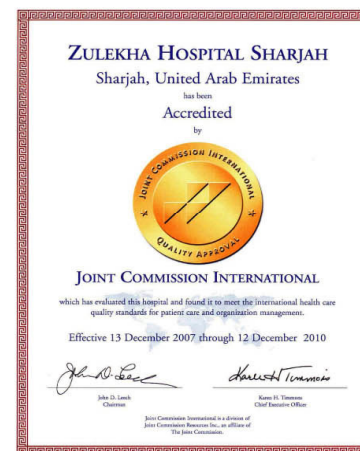 ZULEKHA HOSPITAL SHARJAH
Sharjah, United Arab Emirates
has been
Accredited
by
JOINT COMMISSION INTERNATIONAL
QUALITY APPROVAL
JOINT COMMISSION INTERNATIONAL
which has evaluated this hospital and found it to meet the international health care
quality standards for patient care and organization management.
Effective 13 December 2007 through 12 December 2010
John D. Leech
Chairman
Karen H. Timmons
Chief Executive Officer
Joint Commission International is a division of
Joint Commission Resources Inc., an affiliate of
The Joint Commission.